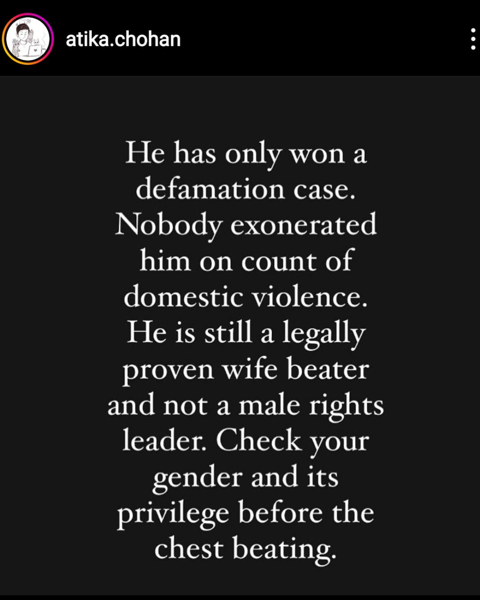 atika.chohan
He has only won a
defamation case.
Nobody exonerated
him on count of
domestic violence.
He is still a legally
proven wife beater
and not a male rights
leader. Check your
gender and its
privilege before the
chest beating.